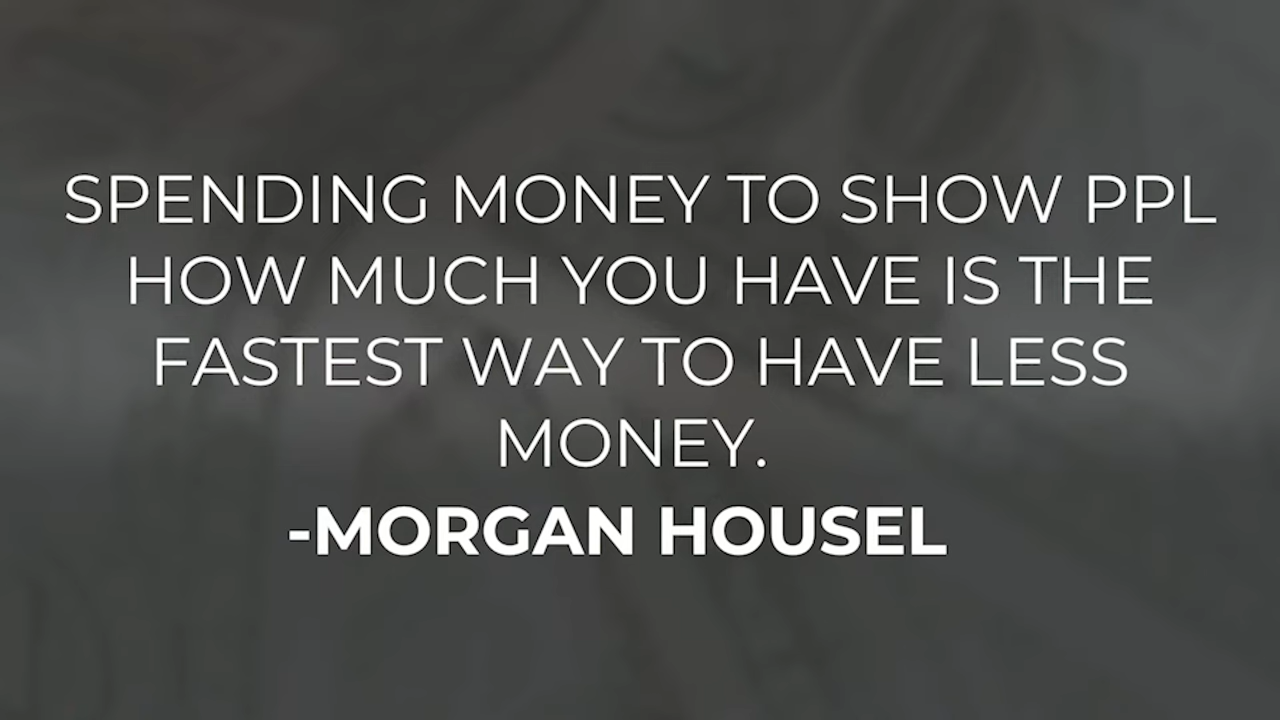 SPENDING MONEY TO SHOW PPL
HOW MUCH YOU HAVE IS THE
FASTEST WAY TO HAVE LESS
MONEY.
-MORGAN HOUSEL